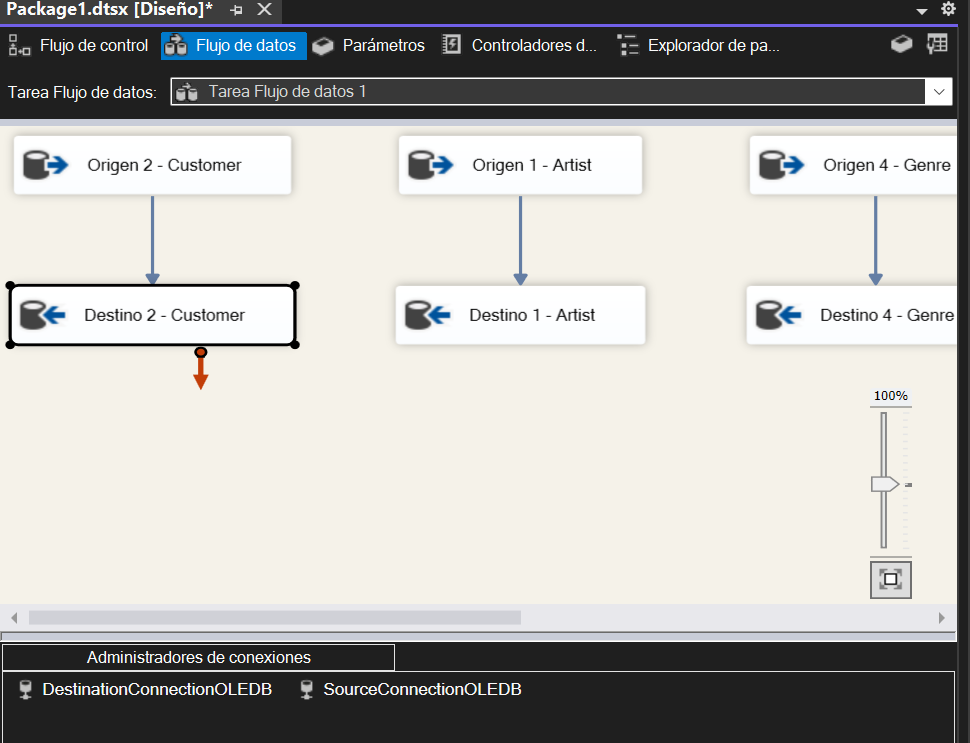 Package1.dtsx [Diseño]*
Flujo de control Flujo de datos Parámetros Controladores d... Explorador de pa...
Tarea Flujo de datos: Tarea Flujo de datos 1
Origen 2 - Customer Origen 1 - Artist Origen 4 - Genre
Destino 2 - Customer Destino 1 - Artist Destino 4 - Genre
100%
Administradores de conexiones
DestinationConnectionOLEDB SourceConnectionOLEDB